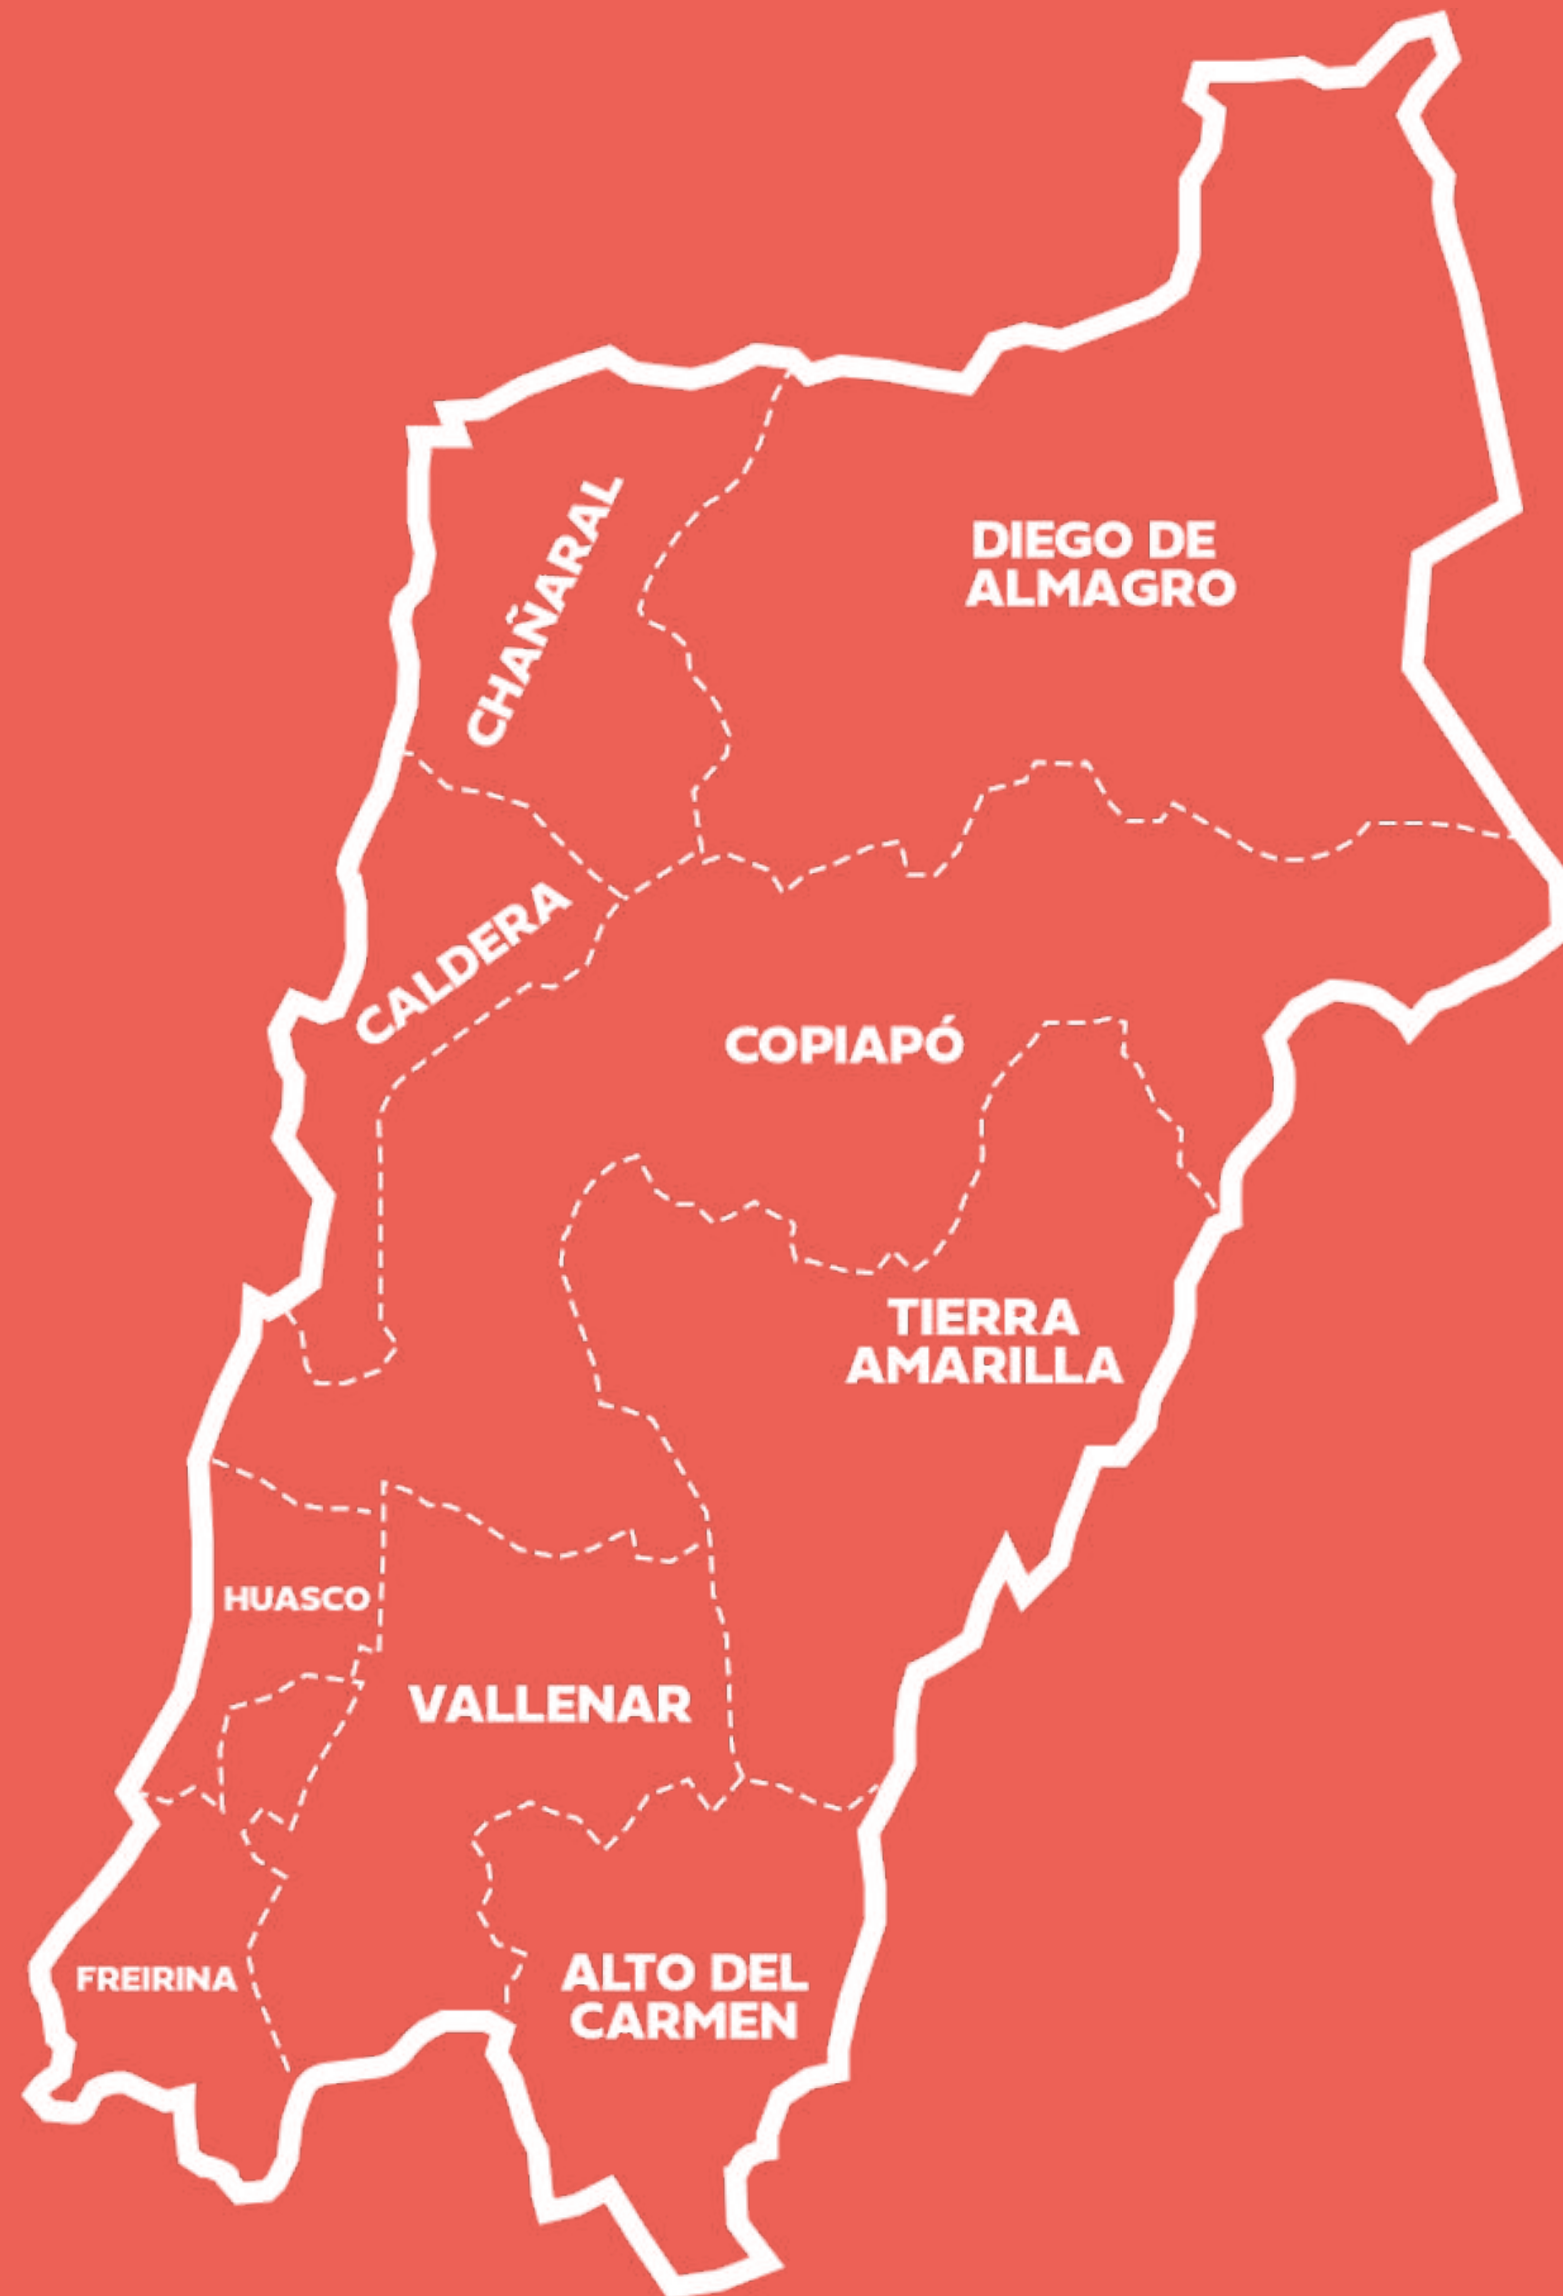 CHAÑARAL
DIEGO DE
ALMAGRO
CALDERA
COPIAPÓ
TIERRA
AMARILLA
HUASCO
VALLENAR
FREIRINA
ALTO DEL
CARMEN